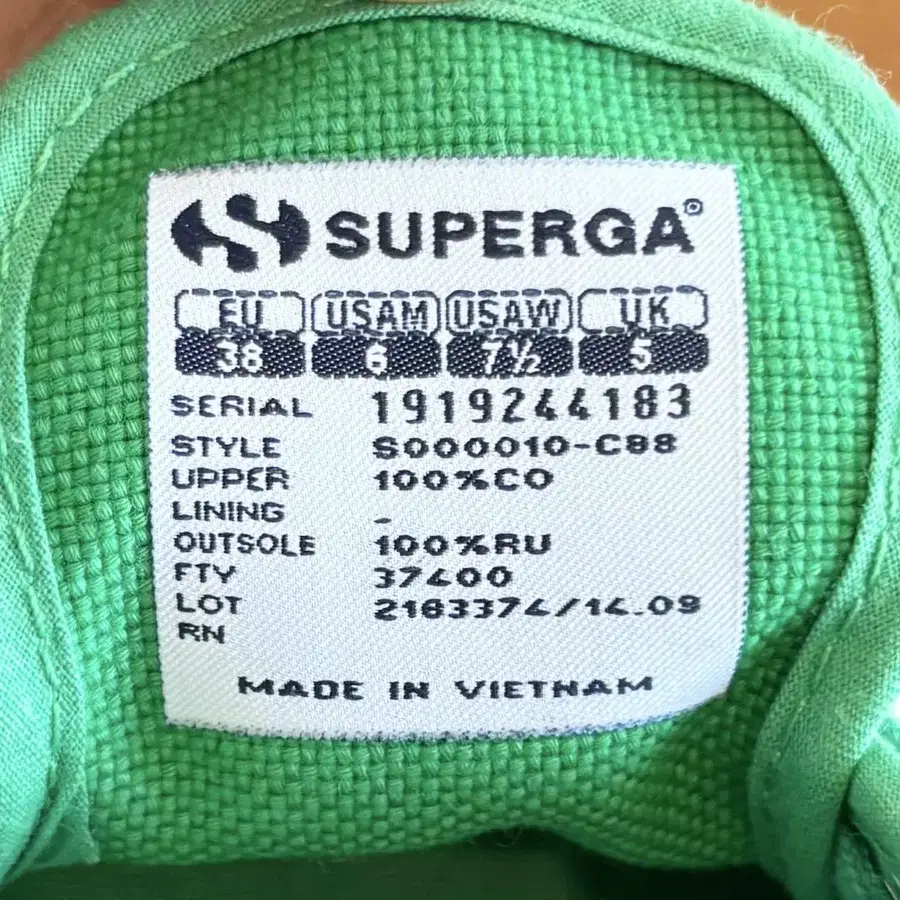 SUPERGA®
EU USAM USAW UK
38 6 7½ 5
SERIAL 1919244183
STYLE S000010-C88
UPPER 100%CO
LINING -
OUTSOLE 100%RU
FTY 37400
LOT 2183374/14.09
RN
MADE IN VIETNAM